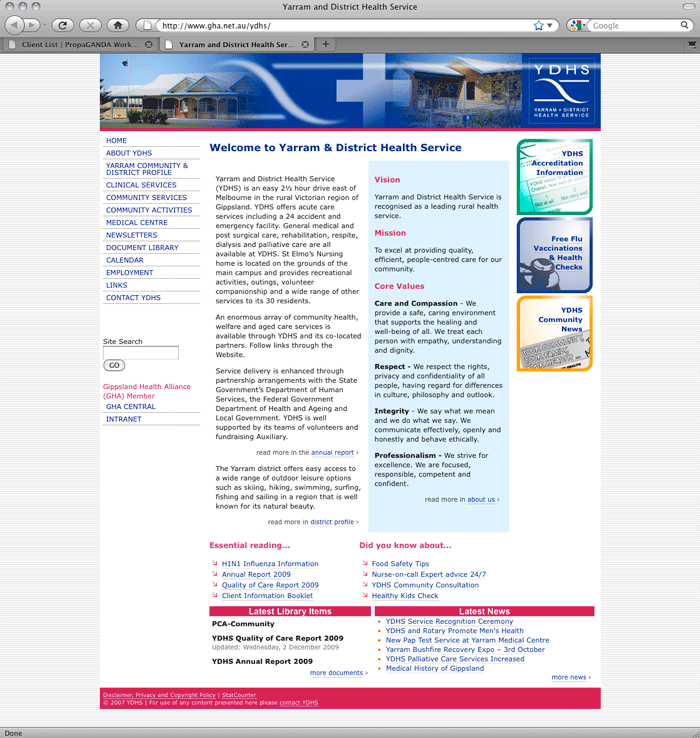 Yarram and District Health Service
http://www.gha.net.au/ydhs/
Google
Client List | PropaGANDA Work...
Yarram and District Health Ser...
YDHS
YARRAM + DISTRICT
HEALTH SERVICE
HOME
ABOUT YDHS
YARRAM COMMUNITY &
DISTRICT PROFILE
CLINICAL SERVICES
COMMUNITY SERVICES
COMMUNITY ACTIVITIES
MEDICAL CENTRE
NEWSLETTERS
DOCUMENT LIBRARY
CALENDAR
EMPLOYMENT
LINKS
CONTACT YDHS
Site Search
GO
Gippsland Health Alliance
(GHA) Member
GHA CENTRAL
INTRANET
Welcome to Yarram & District Health Service
Yarram and District Health Service
(YDHS) is an easy 2½ hour drive east of
Melbourne in the rural Victorian region of
Gippsland. YDHS offers acute care
services including a 24 accident and
emergency facility. General medical and
post surgical care, rehabilitation, respite,
dialysis and palliative care are all
available at YDHS. St Elmo's Nursing
home is located on the grounds of the
main campus and provides recreational
activities, outings, volunteer
companionship and a wide range of other
services to its 30 residents.
An enormous array of community health,
welfare and aged care services is
available through YDHS and its co-located
partners. Follow links through the
Website.
Service delivery is enhanced through
partnership arrangements with the State
Government's Department of Human
Services, the Federal Government
Department of Health and Ageing and
Local Government. YDHS is well
supported by its teams of volunteers and
fundraising Auxiliary.
read more in the annual report ›
The Yarram district offers easy access to
a wide range of outdoor leisure options
such as skiing, hiking, swimming, surfing,
fishing and sailing in a region that is well
known for its natural beauty.
read more in district profile ›
Vision
Yarram and District Health Service is
recognised as a leading rural health
service.
Mission
To excel at providing quality,
efficient, people-centred care for our
community.
Core Values
Care and Compassion - We
provide a safe, caring environment
that supports the healing and
well-being of all. We treat each
person with empathy, understanding
and dignity.
Respect - We respect the rights,
privacy and confidentiality of all
people, having regard for differences
in culture, philosophy and outlook.
Integrity - We say what we mean
and we do what we say. We
communicate effectively, openly and
honestly and behave ethically.
Professionalism - We strive for
excellence. We are focused,
responsible, competent and
confident.
read more in about us ›
YDHS
Accreditation
Information
Not at all
Not very
Free Flu
Vaccinations
& Health
Checks
YDHS
Community
News
Essential reading...
H1N1 Influenza Information
Annual Report 2009
Quality of Care Report 2009
Client Information Booklet
Did you know about...
Food Safety Tips
Nurse-on-call Expert advice 24/7
YDHS Community Consultation
Healthy Kids Check
Latest Library Items
PCA-Community
YDHS Quality of Care Report 2009
Updated: Wednesday, 2 December 2009
YDHS Annual Report 2009
more documents ›
Latest News
YDHS Service Recognition Ceremony
YDHS and Rotary Promote Men's Health
New Pap Test Service at Yarram Medical Centre
Yarram Bushfire Recovery Expo – 3rd October
YDHS Palliative Care Services Increased
Medical History of Gippsland
more news ›
Disclaimer, Privacy and Copyright Policy | StatCounter
© 2007 YDHS | For use of any content presented here please contact YDHS
Done